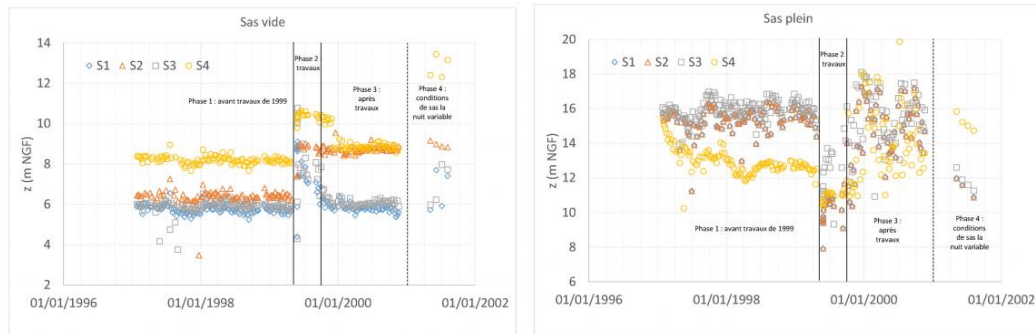 Sas vide
14
12
10
8
6
4
2
z (m NGF)
S1 S2 S3 S4
Phase 1 : avant travaux de 1999
Phase 2
travaux
Phase 3 :
après
travaux
Phase 4 :
conditions
de sas la
nuit variable
01/01/1996 01/01/1998 01/01/2000 01/01/2002
Sas plein
20
18
16
14
12
10
8
6
z (m NGF)
S1 S2 S3 S4
Phase 2
travaux
Phase 1 : avant travaux de 1999
Phase 3 :
après
travaux
Phase 4 :
conditions
de sas la
nuit variable
01/01/1996 01/01/1998 01/01/2000 01/01/2002